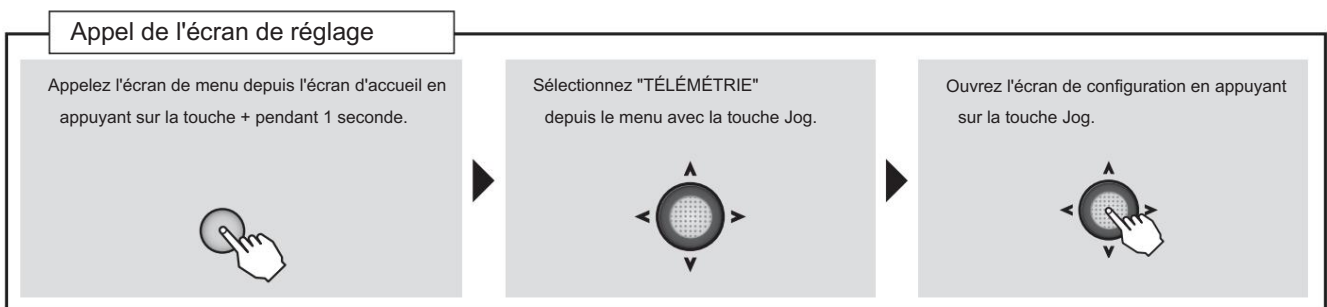 Appel de l'écran de réglage
Appelez l'écran de menu depuis l'écran d'accueil en
appuyant sur la touche + pendant 1 seconde.
Sélectionnez "TÉLÉMÉTRIE"
depuis le menu avec la touche Jog.
Ouvrez l'écran de configuration en appuyant
sur la touche Jog.